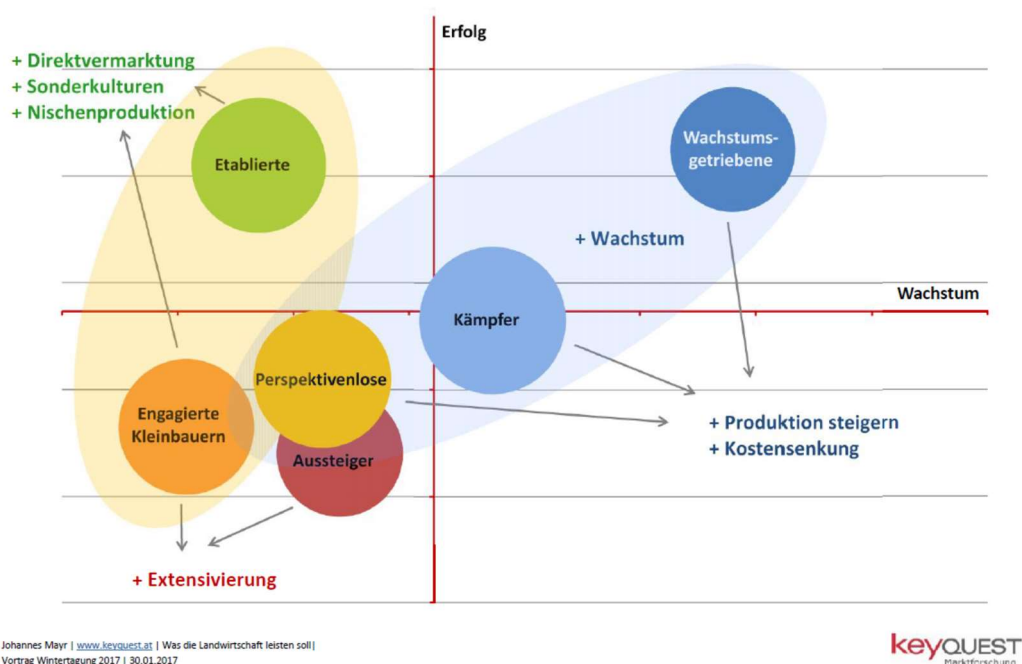 Erfolg
+ Direktvermarktung
+ Sonderkulturen
+ Nischenproduktion
Etablierte
Wachstums-
getriebene
+ Wachstum
Wachstum
Kämpfer
Perspektivenlose
Engagierte
Kleinbauern
Aussteiger
+ Produktion steigern
+ Kostensenkung
+ Extensivierung
Johannes Mayr | www.keyquest.at | Was die Landwirtschaft leisten soll|
Vortrag Wintertagung 2017 | 30.01.2017
keyQUEST
Marktforschung